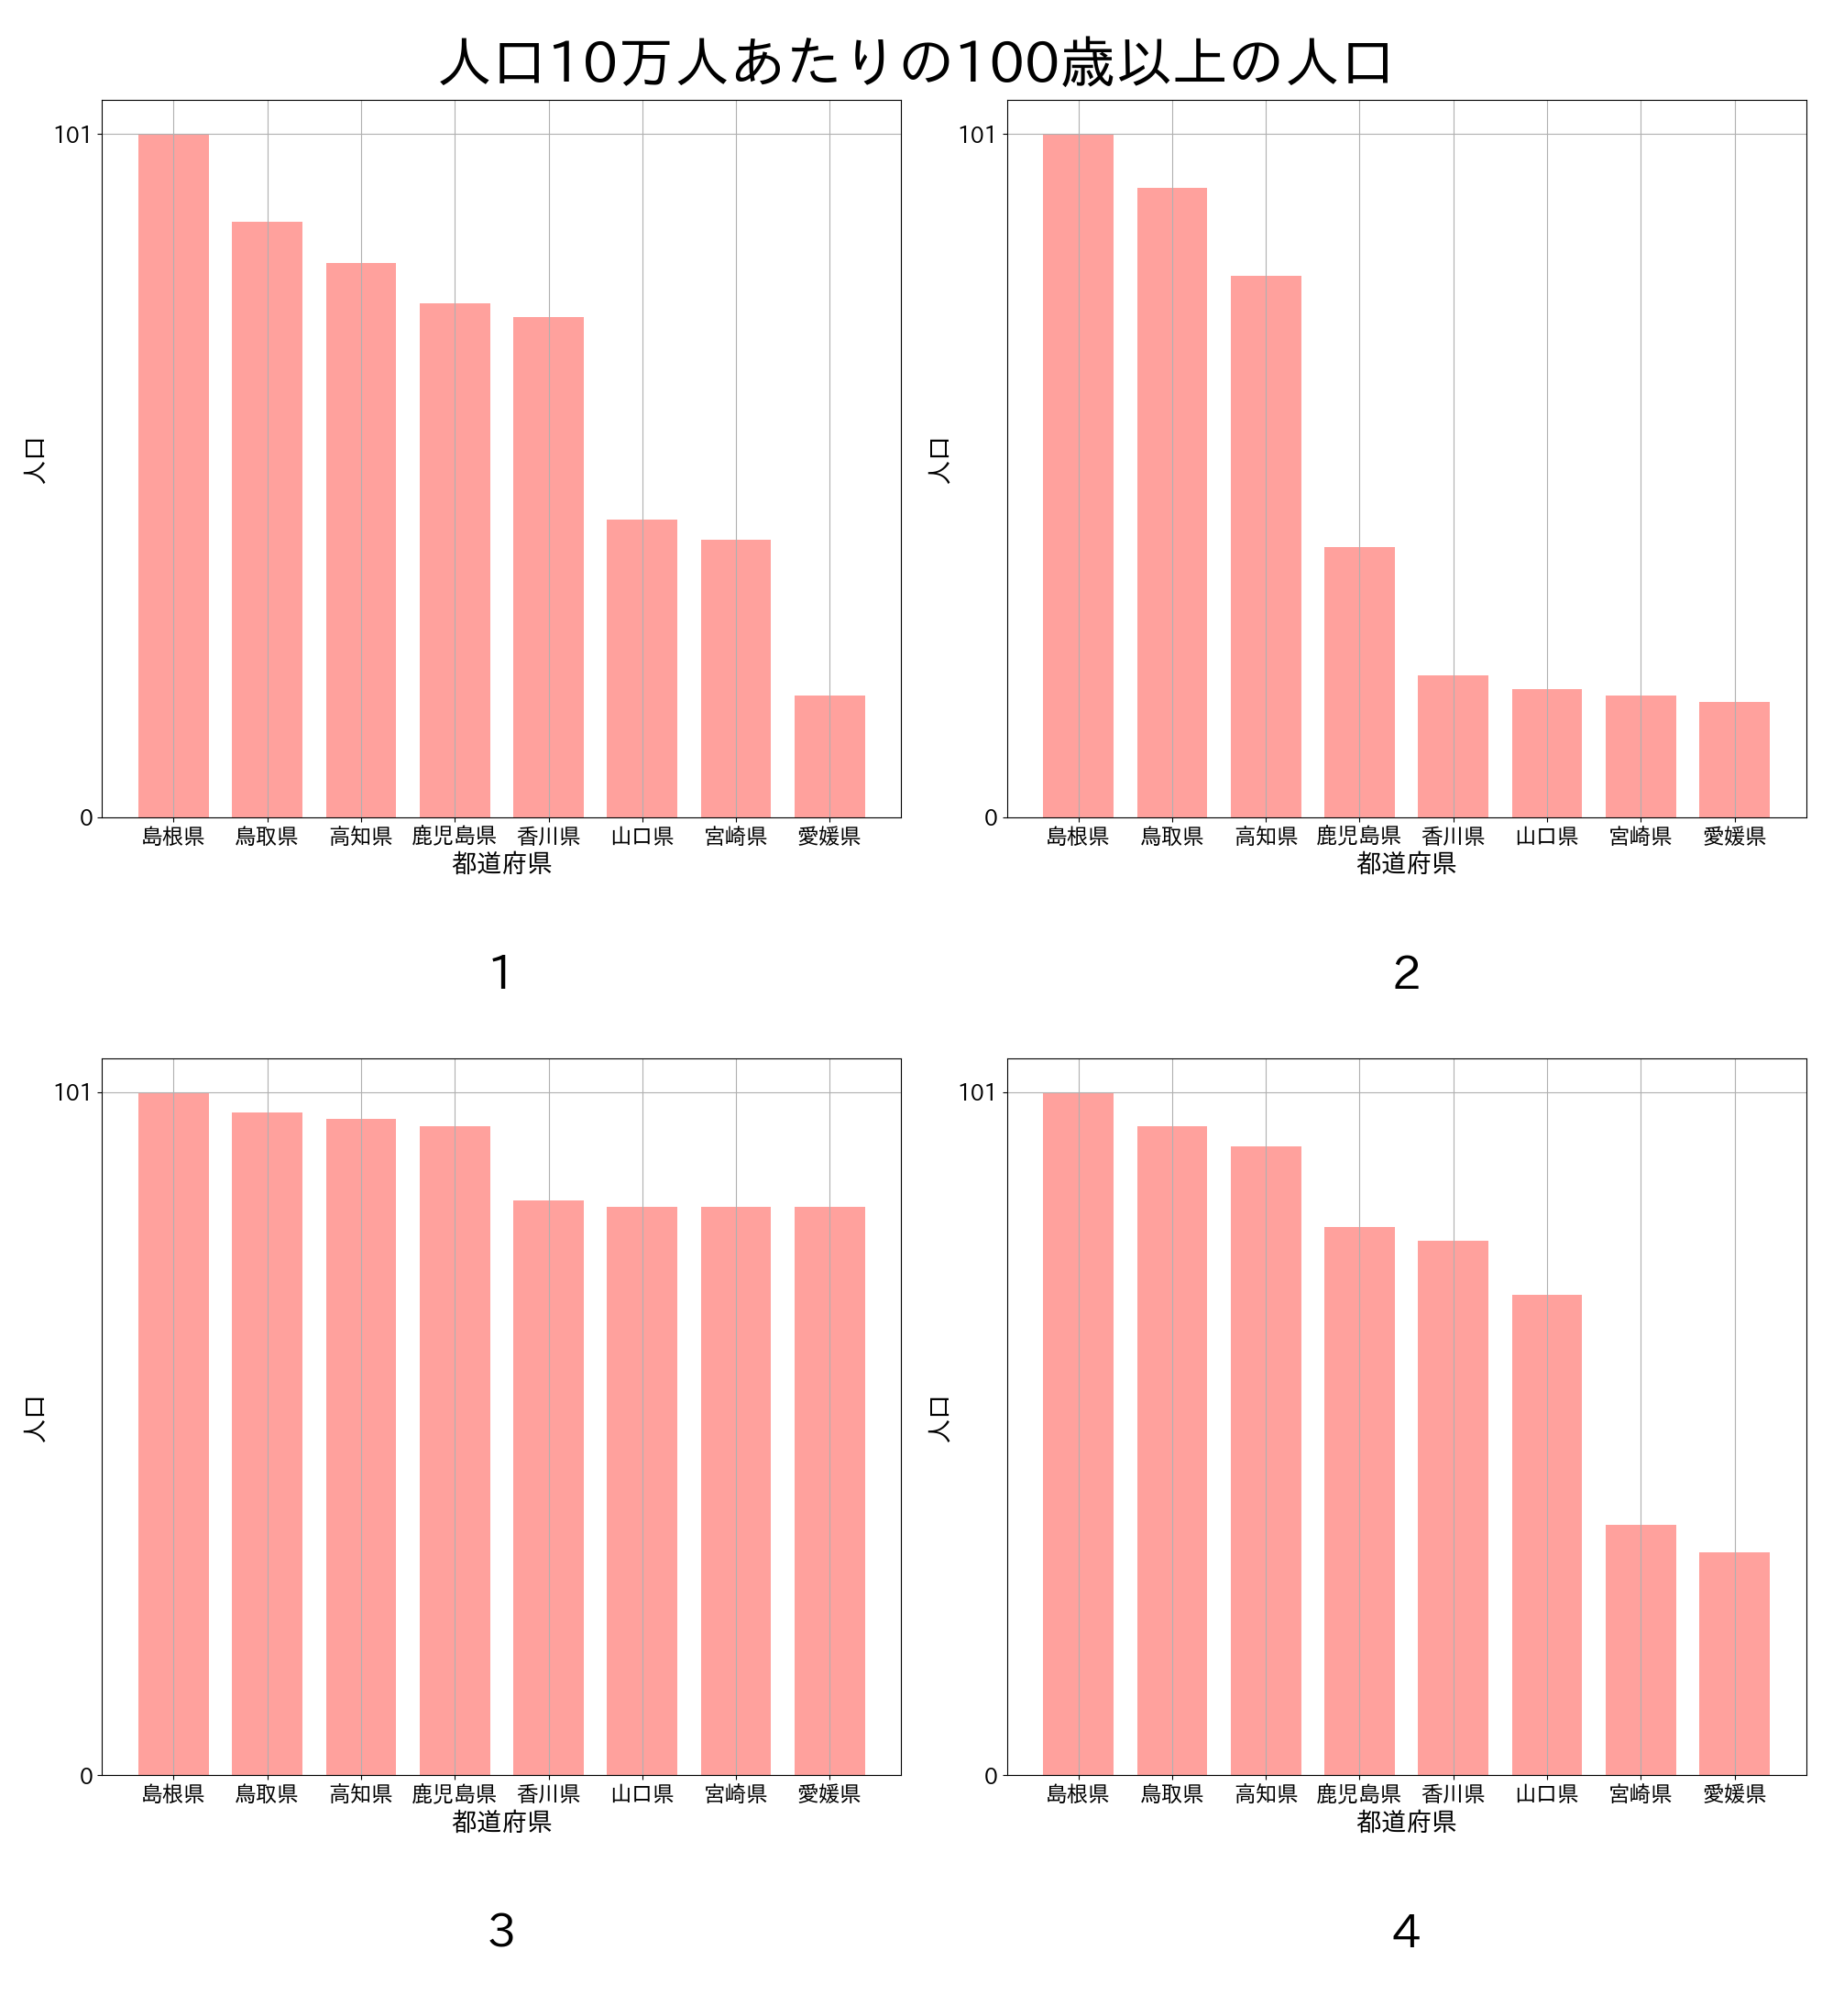 人口10万人あたりの100歳以上の人口
101
0
人口
島根県 鳥取県 高知県 鹿児島県 香川県 山口県 宮崎県 愛媛県
都道府県
1
101
0
人口
島根県 鳥取県 高知県 鹿児島県 香川県 山口県 宮崎県 愛媛県
都道府県
2
101
0
人口
島根県 鳥取県 高知県 鹿児島県 香川県 山口県 宮崎県 愛媛県
都道府県
3
101
0
人口
島根県 鳥取県 高知県 鹿児島県 香川県 山口県 宮崎県 愛媛県
都道府県
4